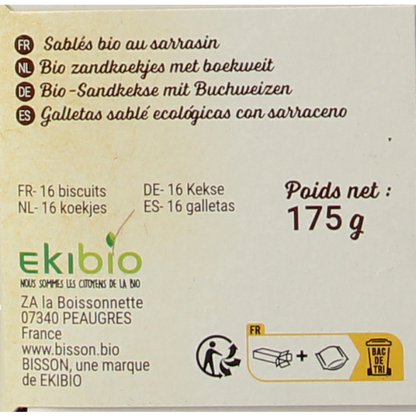 FR Sablés bio au sarrasin
NL Bio zandkoekjes met boekweit
DE Bio-Sandkekse mit Buchweizen
ES Galletas sablé ecológicas con sarraceno
FR- 16 biscuits
NL- 16 koekjes
DE- 16 Kekse
ES- 16 galletas
Poids net :
175 g
EKIBIO
NOUS SOMMES LES CITOYENS DE LA BIO
ZA la Boissonnette
07340 PEAUGRES
France
www.bisson.bio
BISSON, une marque
de EKIBIO
FR
+
BAC
DE
TRI